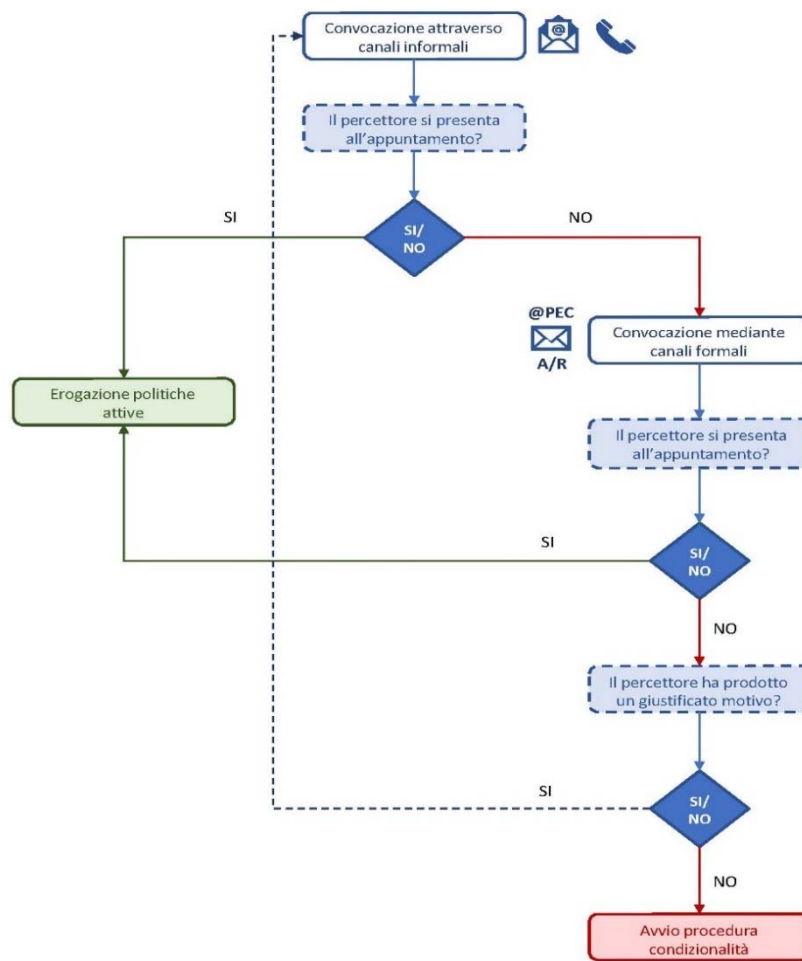 Convocazione attraverso
canali informali
@
Il percettore si presenta
all'appuntamento?
SI/
NO
SI
NO
@PEC
A/R
Convocazione mediante
canali formali
Erogazione politiche
attive
Il percettore si presenta
all'appuntamento?
SI/
NO
SI
NO
Il percettore ha prodotto
un giustificato motivo?
SI/
NO
SI
NO
Avvio procedura
condizionalità